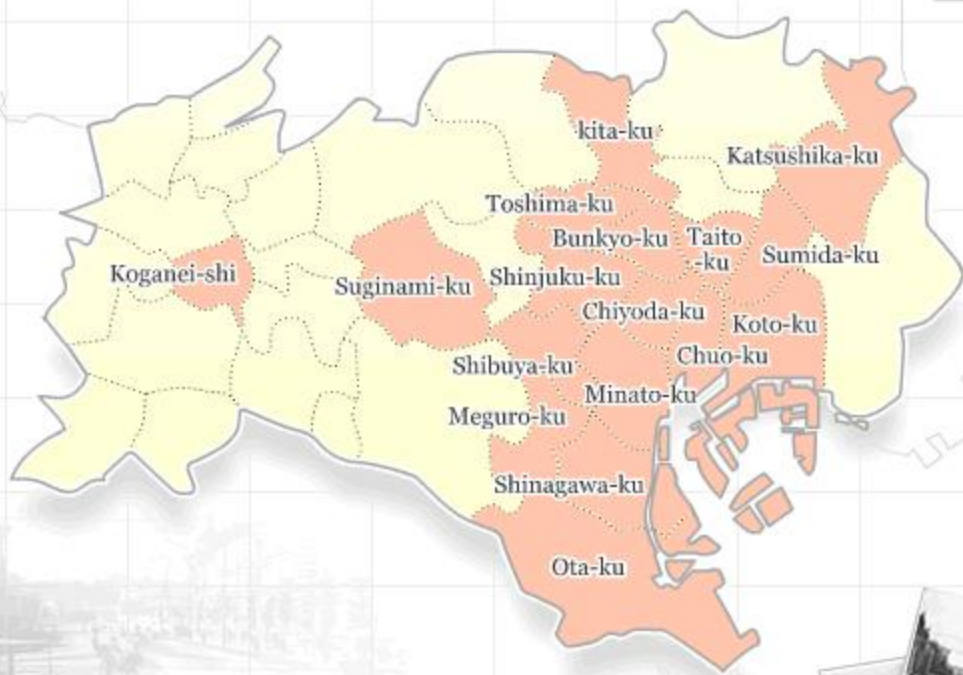 kita-ku
Katsushika-ku
Toshima-ku
Bunkyo-ku
Taito
-ku
Sumida-ku
Koganei-shi
Suginami-ku
Shinjuku-ku
Chiyoda-ku
Koto-ku
Chuo-ku
Shibuya-ku
Minato-ku
Meguro-ku
Shinagawa-ku
Ota-ku